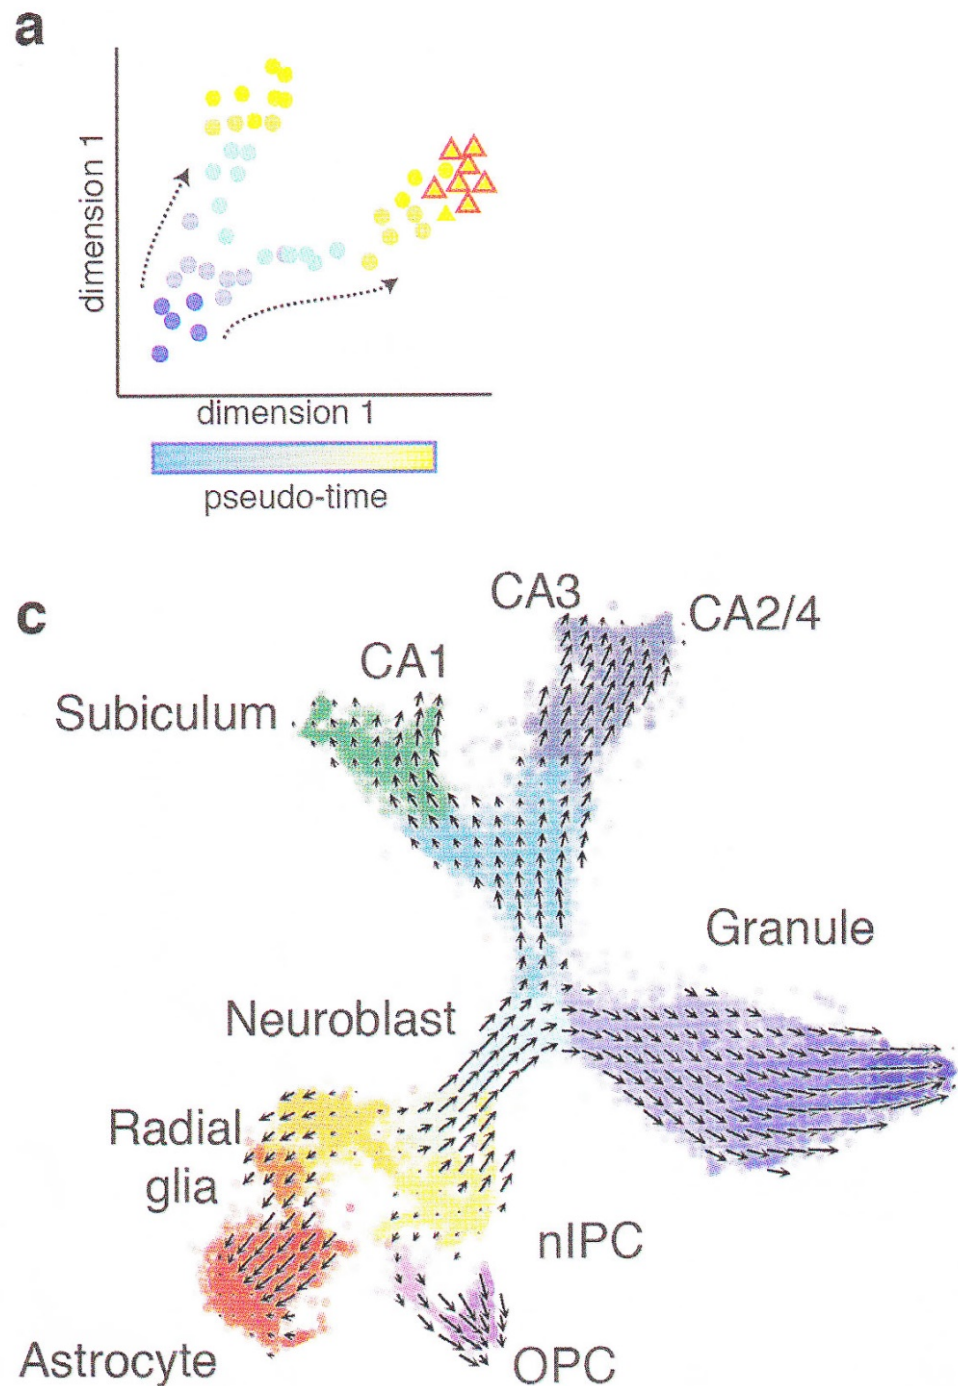 a
dimension 1
dimension 1
pseudo-time
c
CA3
CA2/4
CA1
Subiculum
Granule
Neuroblast
Radial
glia
nIPC
Astrocyte
OPC